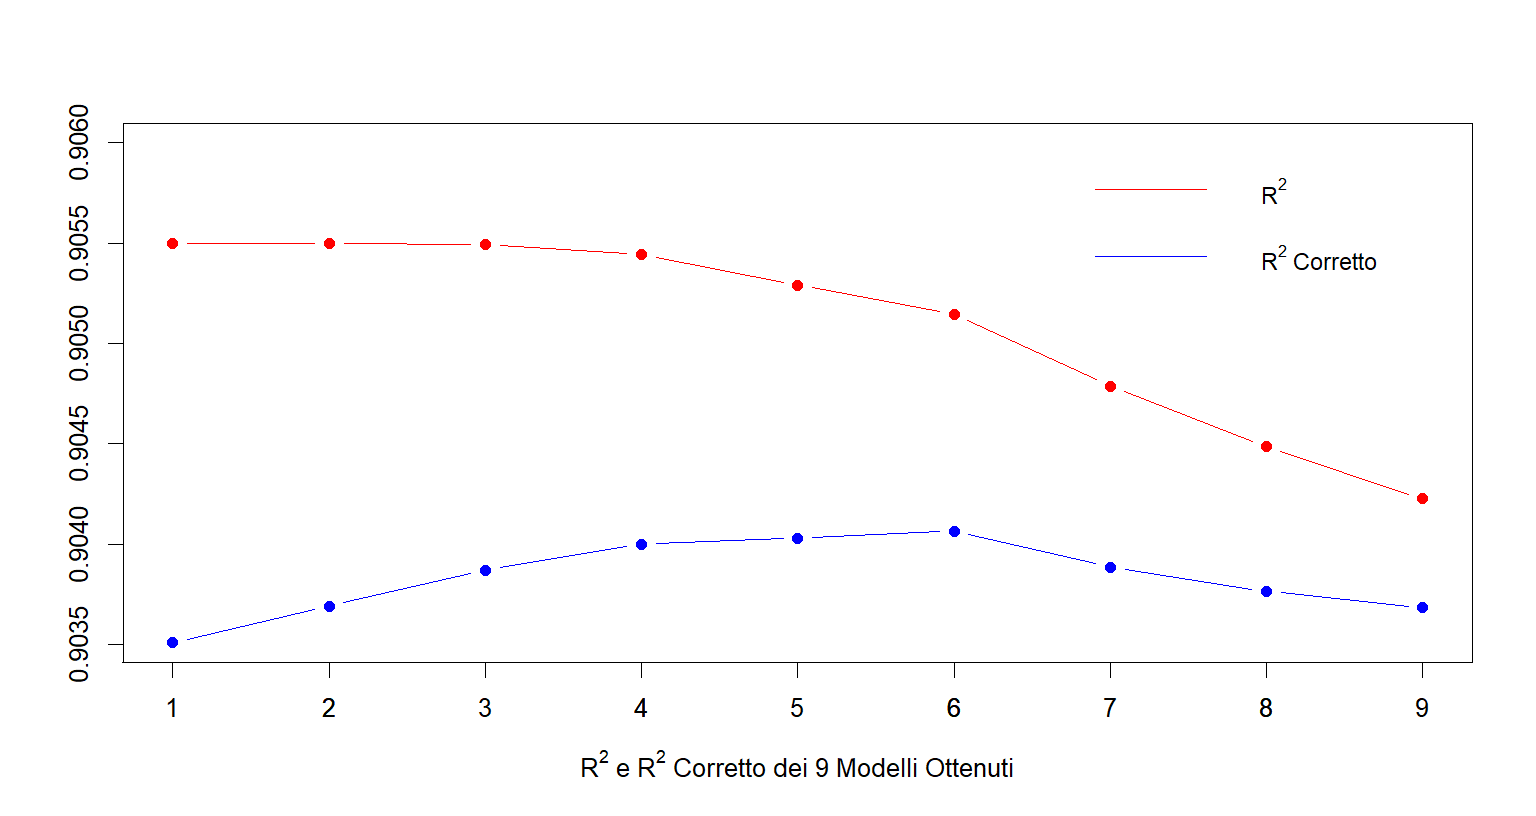 0.9060
0.9055
0.9050
0.9045
0.9040
0.9035
R²
R² Corretto
1 2 3 4 5 6 7 8 9
R² e R² Corretto dei 9 Modelli Ottenuti